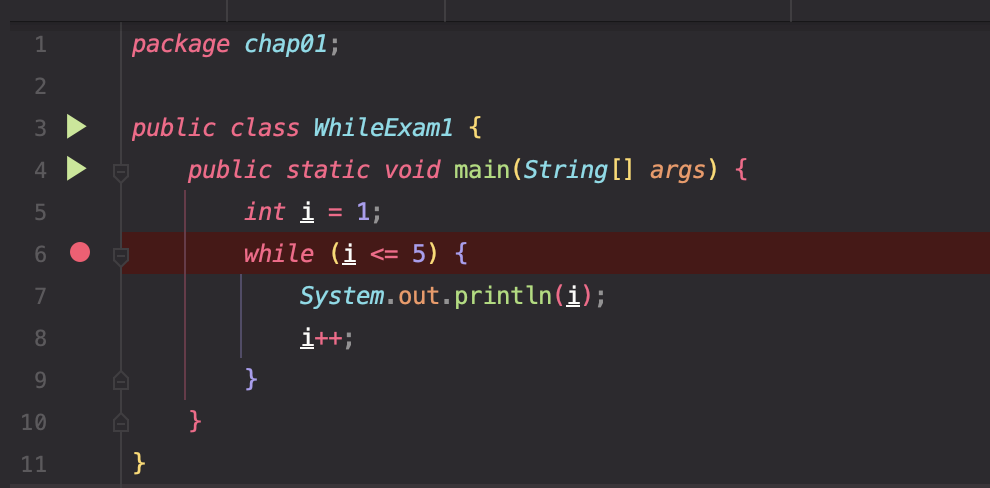 1 package chap01;
2
3 public class WhileExam1 {
4 public static void main(String[] args) {
5 int i = 1;
6 while (i <= 5) {
7 System.out.println(i);
8 i++;
9 }
10 }
11 }